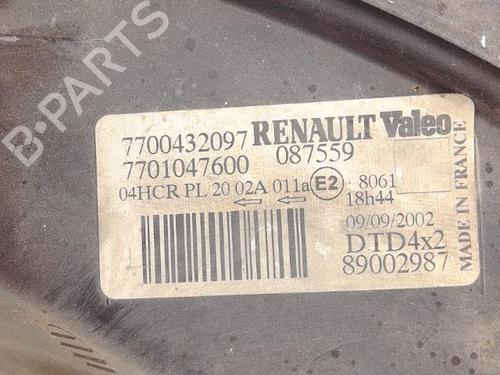 B-PARTS
7700432097 RENAULT Valeo
7701047600 087559
04HCR PL 20 02A 011a E2 - 8061
18h44
09/09/2002
DTD4x2
89002987
MADE IN FRANCE